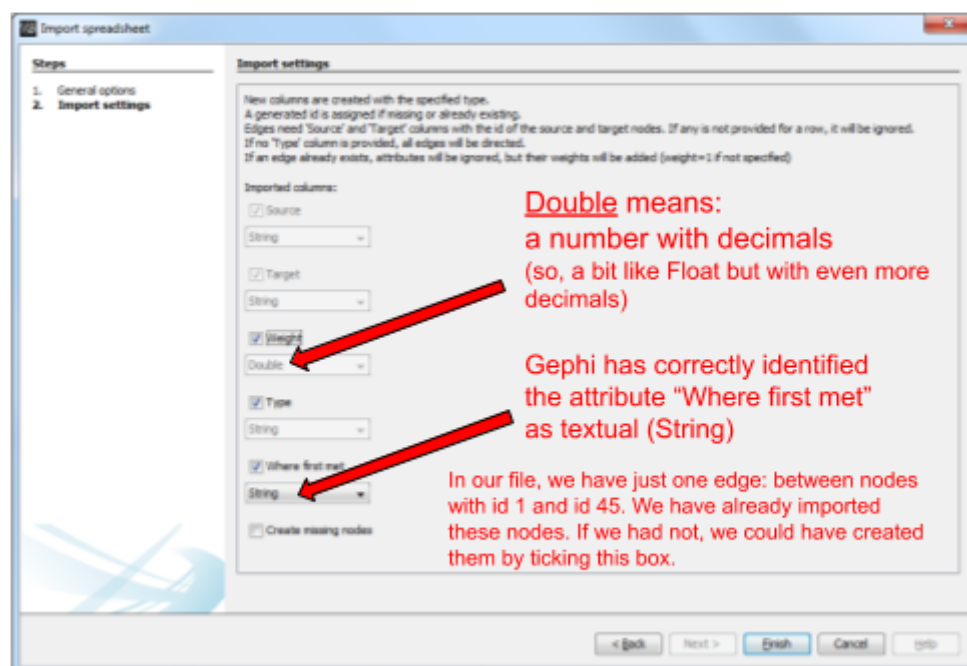 Import spreadsheet
Steps
1. General options
2. Import settings
Import settings
New columns are created with the specified type.
A generated id is assigned if missing or already existing.
Edges need 'Source' and 'Target' columns with the id of the source and target nodes. If any is not provided for a row, it will be ignored.
If no 'Type' column is provided, all edges will be directed.
If an edge already exists, attributes will be ignored, but their weights will be added (weight=1 if not specified)
Imported columns:
Source
String
Target
String
Weight
Double
Type
String
Where first met
String
Create missing nodes
Double means:
a number with decimals
(so, a bit like Float but with even more
decimals)
Gephi has correctly identified
the attribute “Where first met”
as textual (String)
In our file, we have just one edge: between nodes
with id 1 and id 45. We have already imported
these nodes. If we had not, we could have created
them by ticking this box.
< Back
Next >
Finish
Cancel
Help